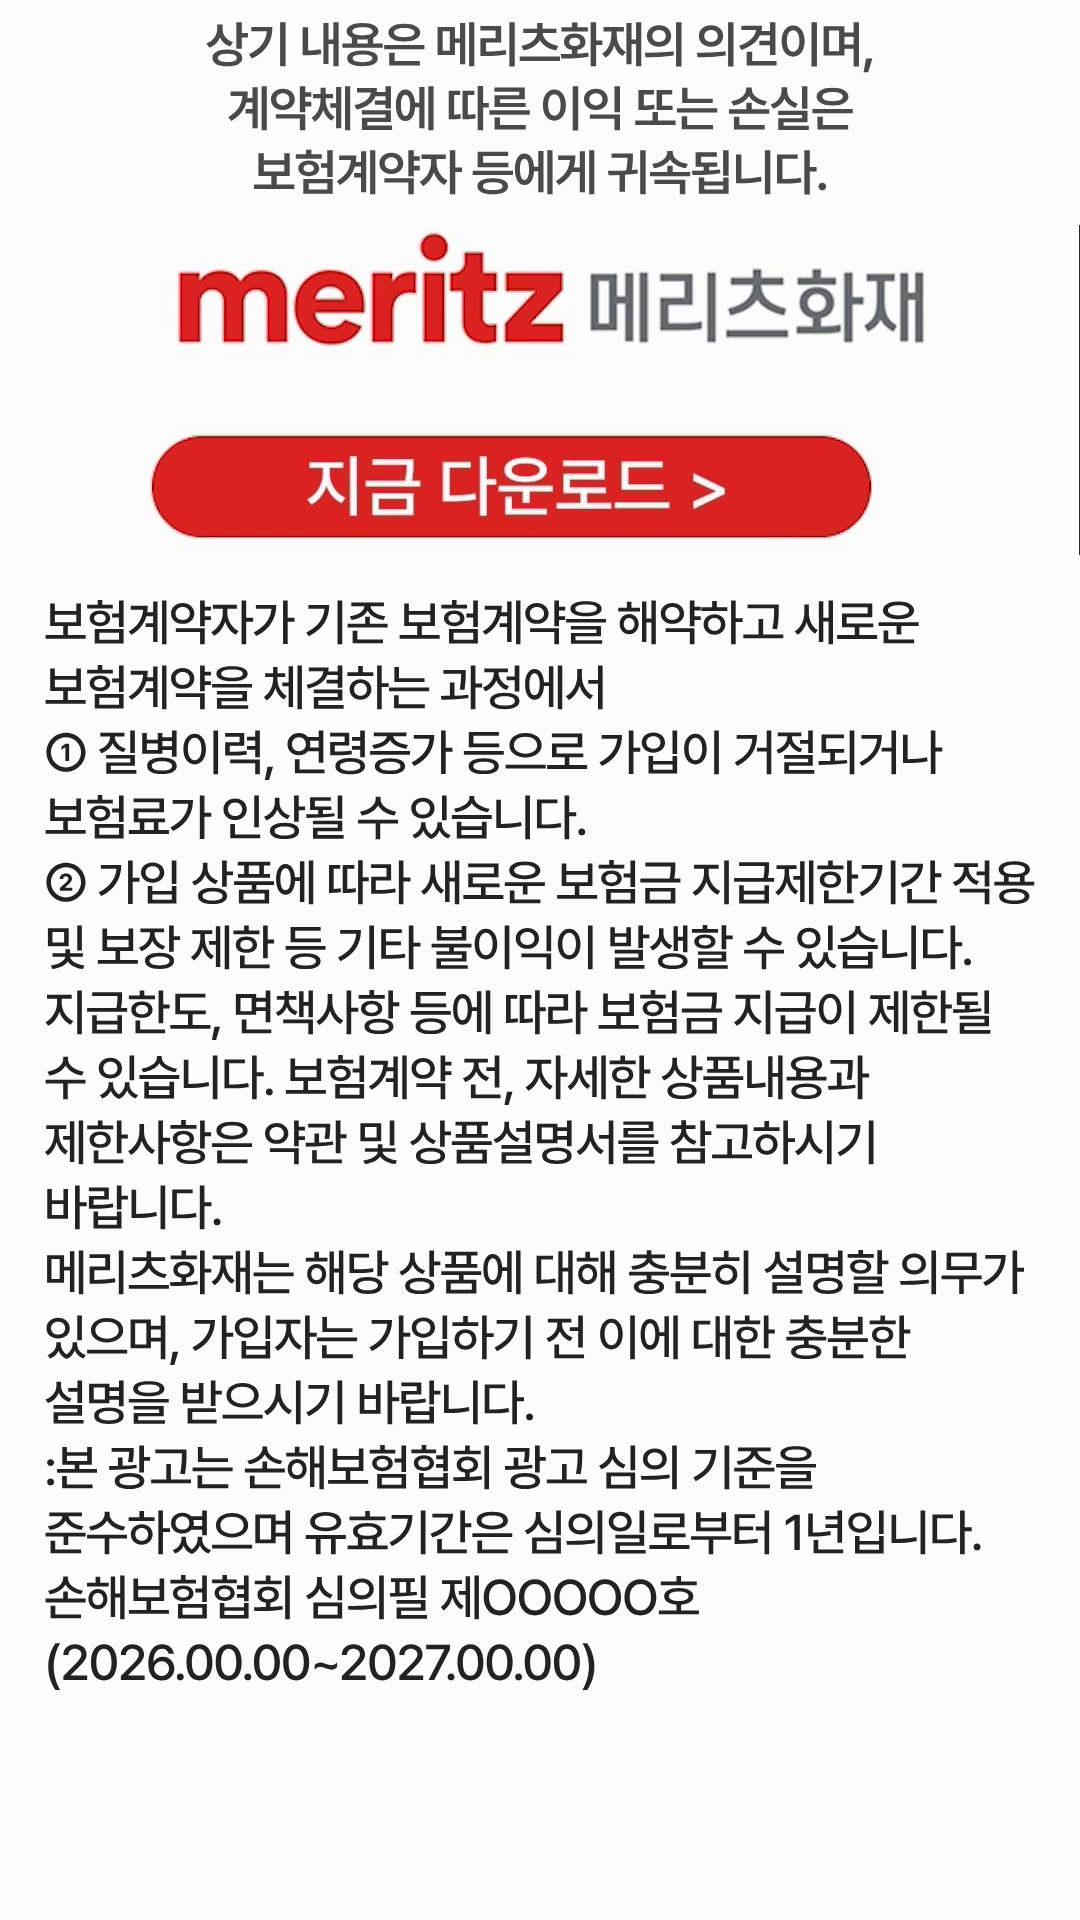 상기 내용은 메리츠화재의 의견이며,
계약체결에 따른 이익 또는 손실은
보험계약자 등에게 귀속됩니다.
meritz 메리츠화재
지금 다운로드 >
보험계약자가 기존 보험계약을 해약하고 새로운
보험계약을 체결하는 과정에서
① 질병이력, 연령증가 등으로 가입이 거절되거나
보험료가 인상될 수 있습니다.
② 가입 상품에 따라 새로운 보험금 지급제한기간 적용
및 보장 제한 등 기타 불이익이 발생할 수 있습니다.
지급한도, 면책사항 등에 따라 보험금 지급이 제한될
수 있습니다. 보험계약 전, 자세한 상품내용과
제한사항은 약관 및 상품설명서를 참고하시기
바랍니다.
메리츠화재는 해당 상품에 대해 충분히 설명할 의무가
있으며, 가입자는 가입하기 전 이에 대한 충분한
설명을 받으시기 바랍니다.
:본 광고는 손해보험협회 광고 심의 기준을
준수하였으며 유효기간은 심의일로부터 1년입니다.
손해보험협회 심의필 제OOOOO호
(2026.00.00~2027.00.00)